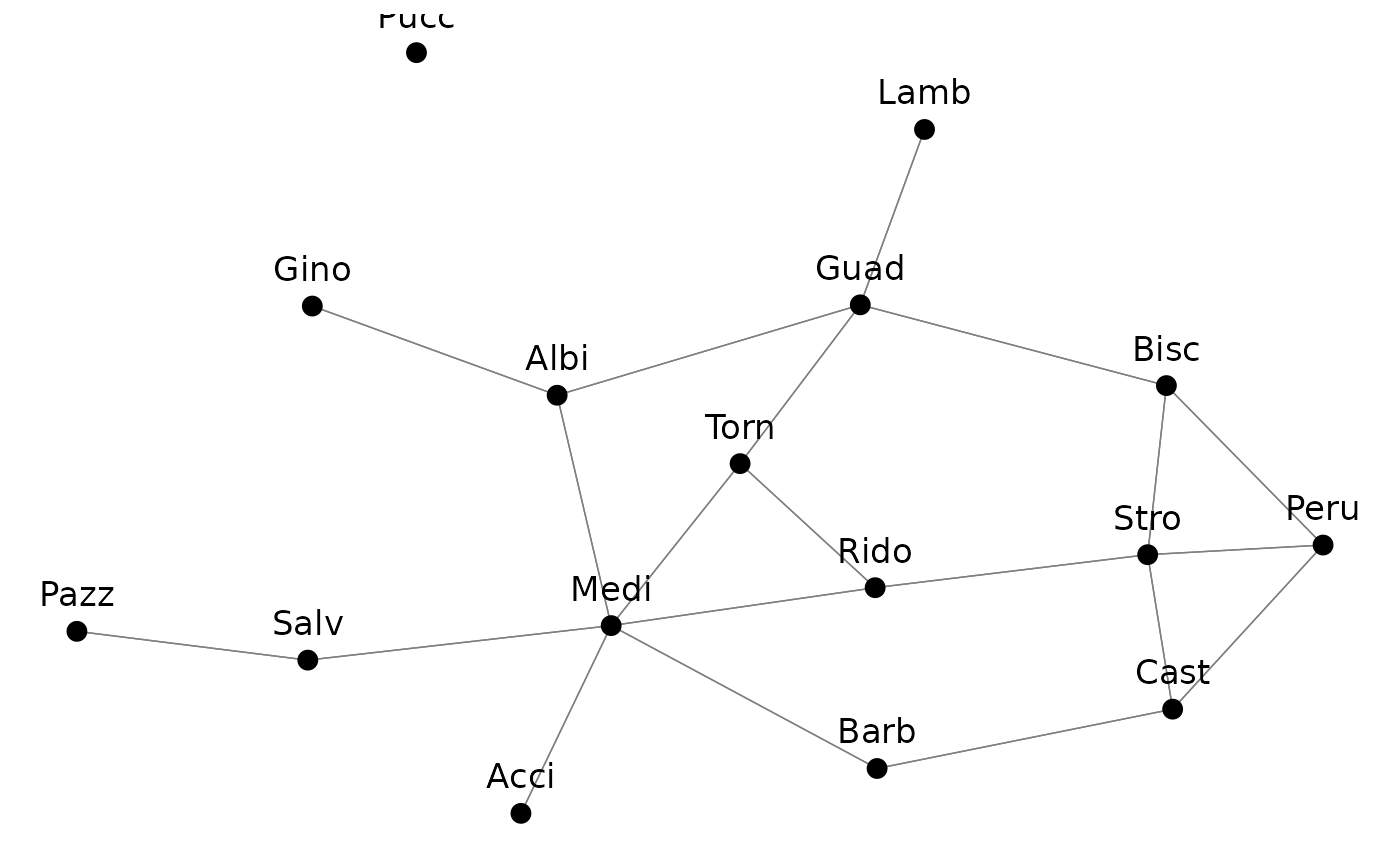 Pucc
Lamb
Gino
Guad
Bisc
Albi
Torn
Peru
Stro
Rido
Medi
Pazz
Salv
Cast
Barb
Acci